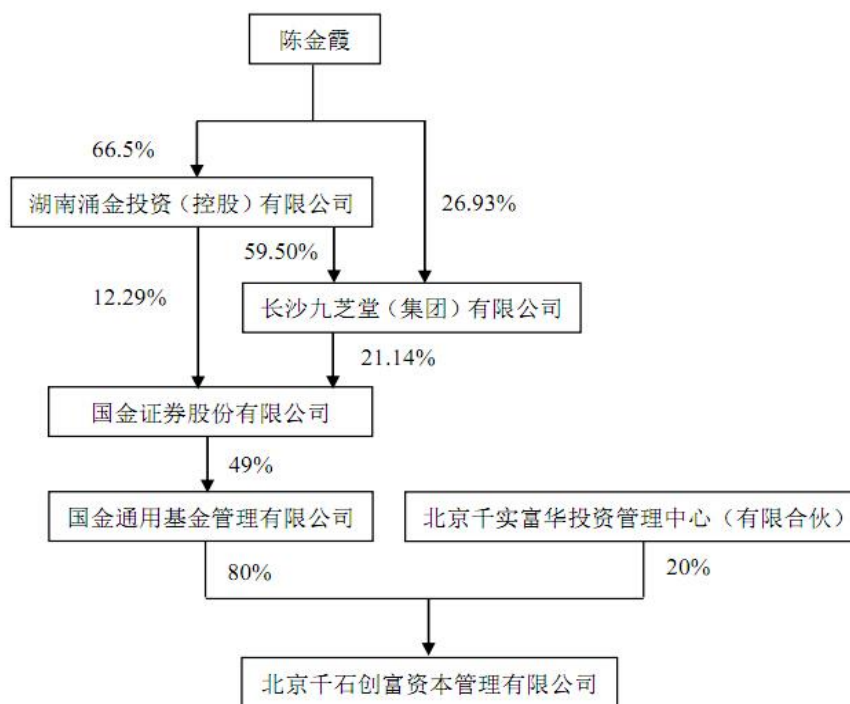 陈金霞
66.5%
湖南涌金投资（控股）有限公司
26.93%
59.50%
12.29%
长沙九芝堂（集团）有限公司
21.14%
国金证券股份有限公司
49%
国金通用基金管理有限公司
北京千实富华投资管理中心（有限合伙）
80%
20%
北京千石创富资本管理有限公司